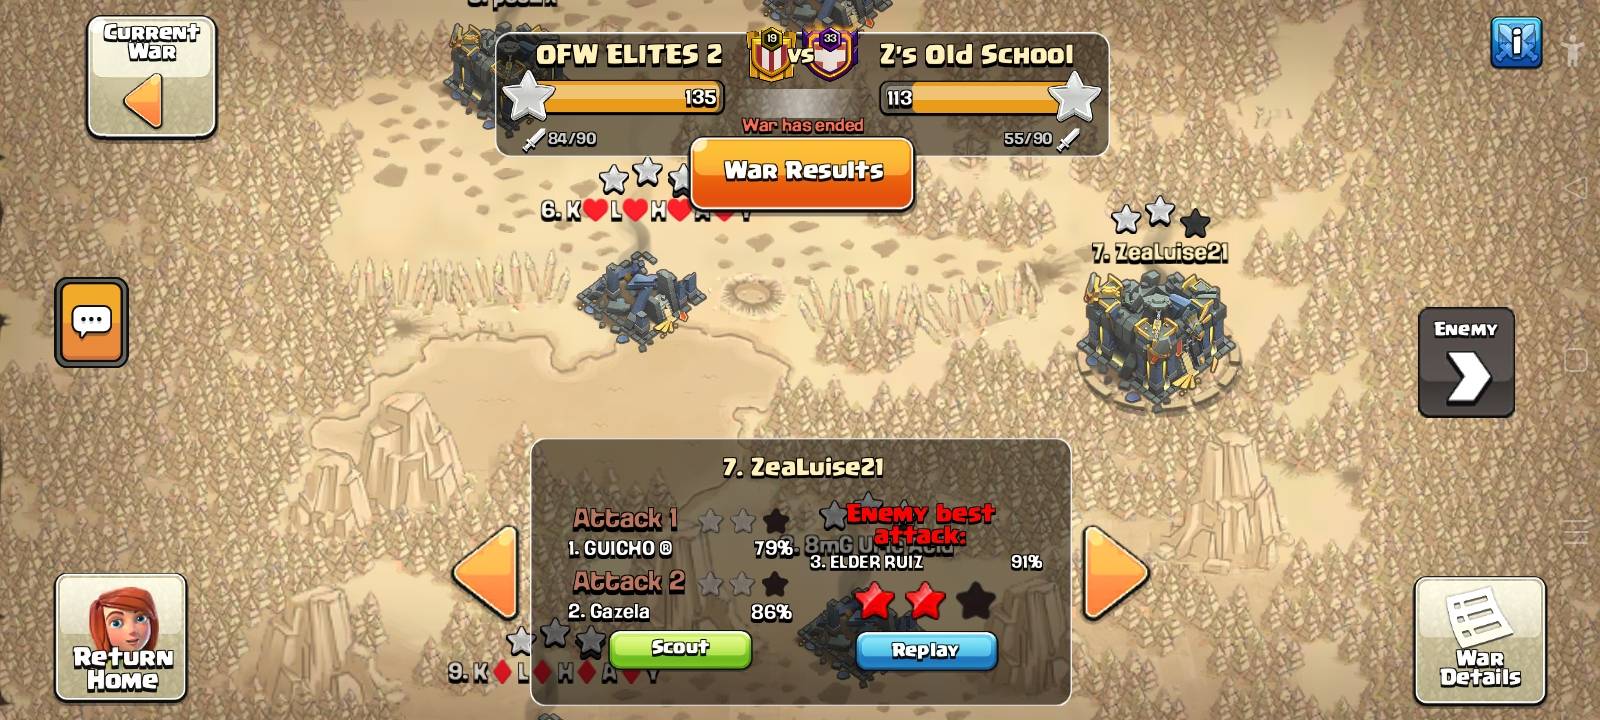 Current
War
OFW ELITES 2
19
VS
33
Z's Old School
135
113
War has ended
84/90
55/90
War Results
6. K♥L♥H♥A♥Y
7. ZeaLuise21
Enemy
7. ZeaLuise21
Attack 1
Enemy best
attack:
1. GUICHO ®
79%
3. ELDER RUIZ
91%
Attack 2
2. Gazela
86%
Scout
Replay
9. K♦L♦H♦A♦Y
Return
Home
War
Details